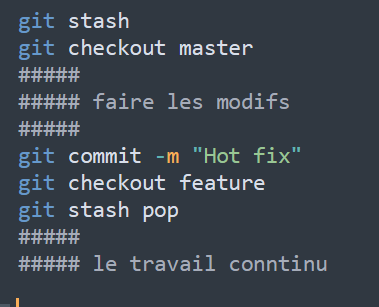 git stash
git checkout master
#####
##### faire les modifs
#####
git commit -m "Hot fix"
git checkout feature
git stash pop
#####
##### le travail conntinu